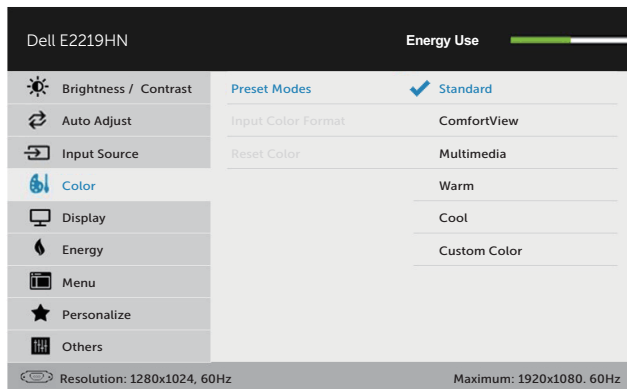 Dell E2219HN
Energy Use
Brightness / Contrast
Preset Modes
Standard
Auto Adjust
Input Color Format
ComfortView
Input Source
Reset Color
Multimedia
Color
Warm
Display
Cool
Energy
Custom Color
Menu
Personalize
Others
Resolution: 1280x1024, 60Hz
Maximum: 1920x1080. 60Hz